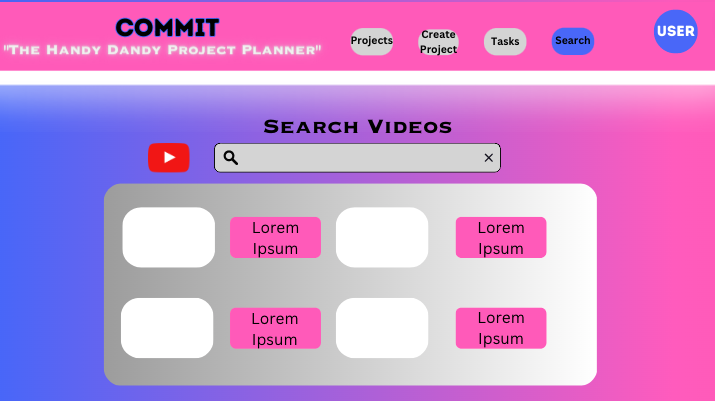 COMMIT
"The Handy Dandy Project Planner"
Projects
Create
Project
Tasks
Search
USER
Search Videos
Lorem
Ipsum
Lorem
Ipsum
Lorem
Ipsum
Lorem
Ipsum